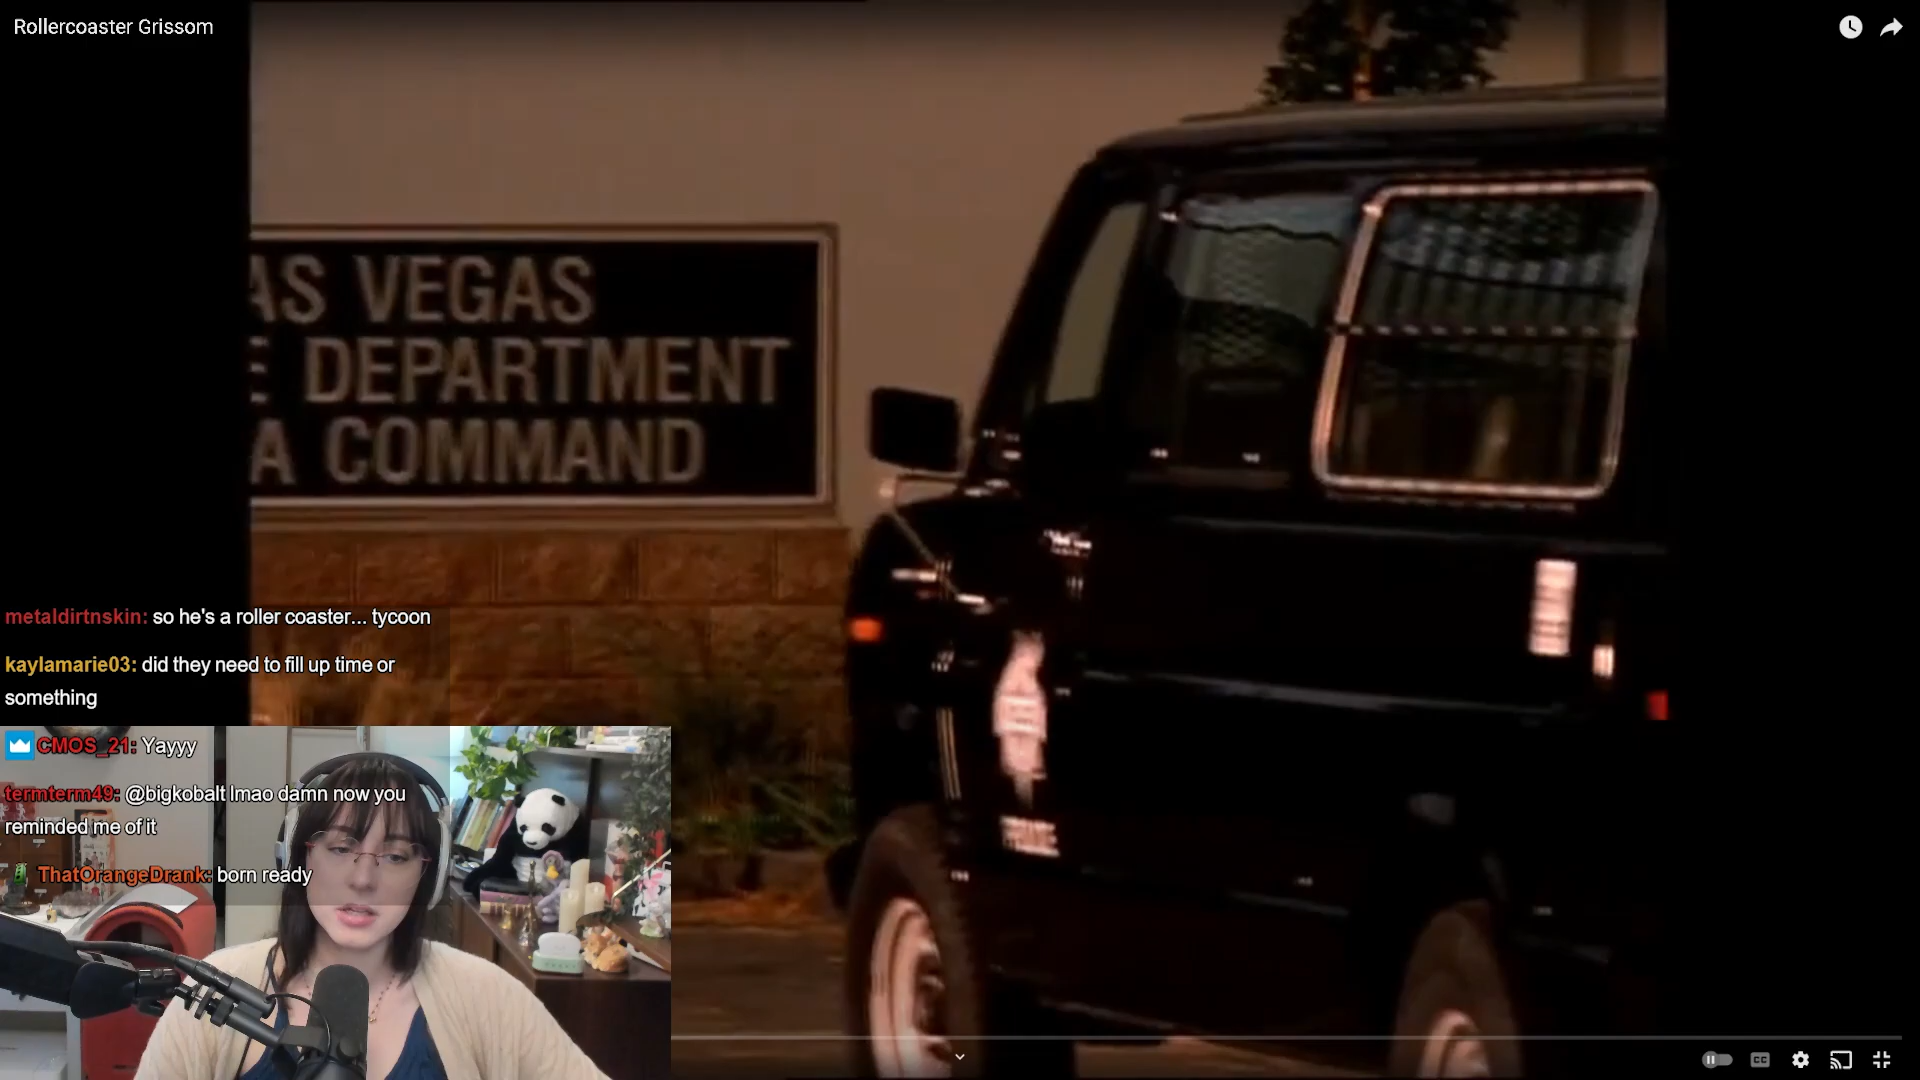 Rollercoaster Grissom
AS VEGAS
E DEPARTMENT
A COMMAND
metaldirtnskin: so he's a roller coaster... tycoon
kaylamarie03: did they need to fill up time or
something
CMOS_21: Yayyy
termterm49: @bigkobalt lmao damn now you
reminded me of it
ThatOrangeDrank: born ready
CC